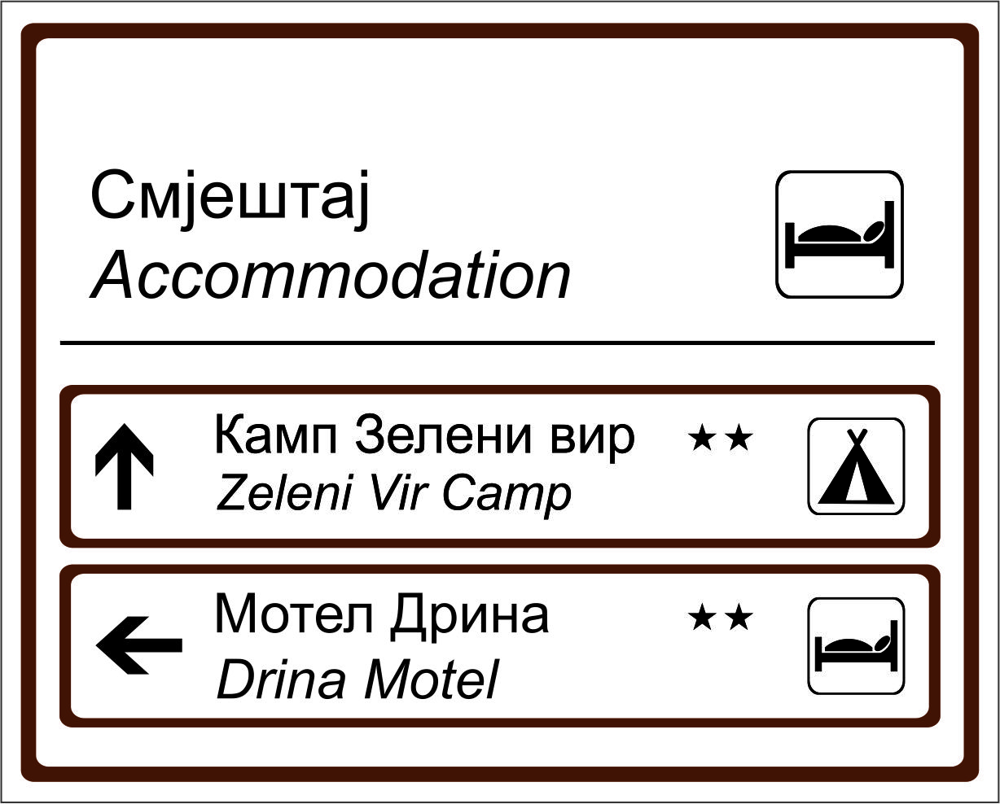 Смјештај
Accommodation
Камп Зелени вир ★★
Zeleni Vir Camp
Мотел Дрина ★★
Drina Motel